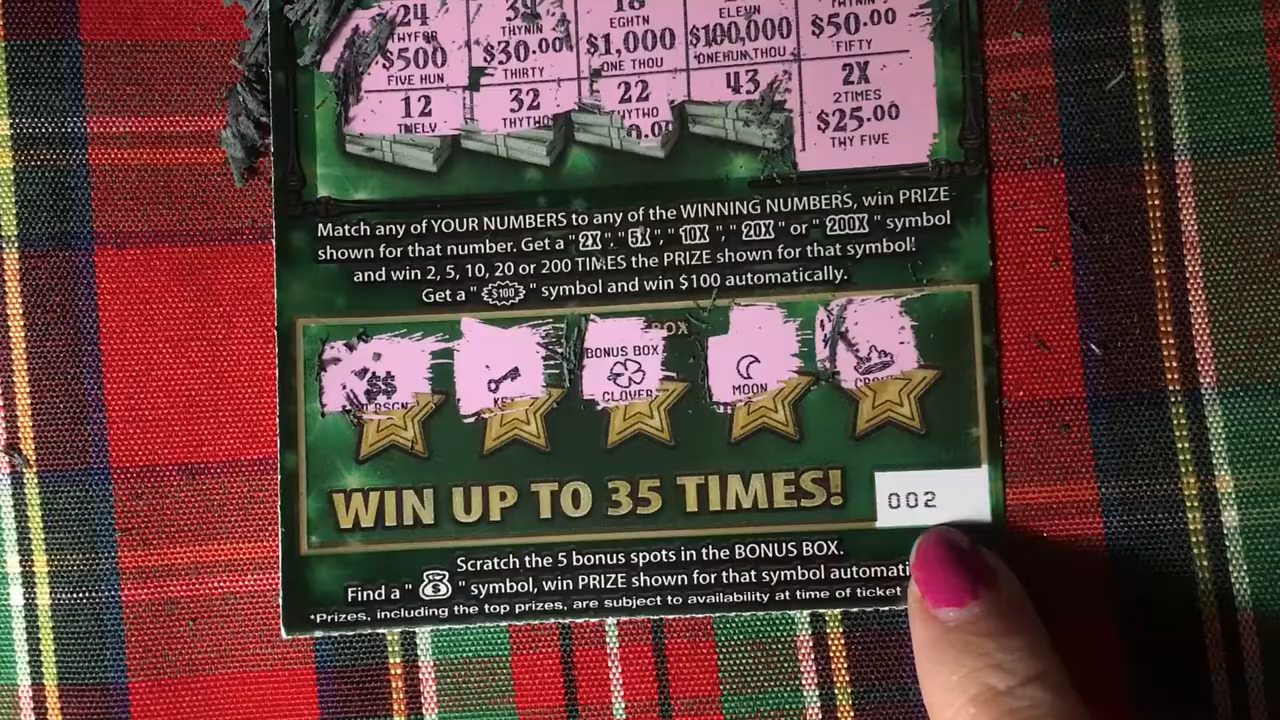 24 34 18 ELEVN
THYNIN EGHTN $50.00
$500 $30.00 $1,000 $100,000 FIFTY
FIVE HUN THIRTY ONE THOU ONEHUN THOU
12 32 22 43 2X
TWELV THYTWO 2TIMES
$25.00
THY FIVE
Match any of YOUR NUMBERS to any of the WINNING NUMBERS, win PRIZE
shown for that number. Get a "2X", "5X", "10X", "20X" or "200X" symbol
and win 2, 5, 10, 20 or 200 TIMES the PRIZE shown for that symbol!
Get a "$100" symbol and win $100 automatically.
BOX
BONUS BOX
$$
MOON
CLOVER
WIN UP TO 35 TIMES!
002
Scratch the 5 bonus spots in the BONUS BOX.
Find a " $ " symbol, win PRIZE shown for that symbol automati
*Prizes, including the top prizes, are subject to availability at time of ticket